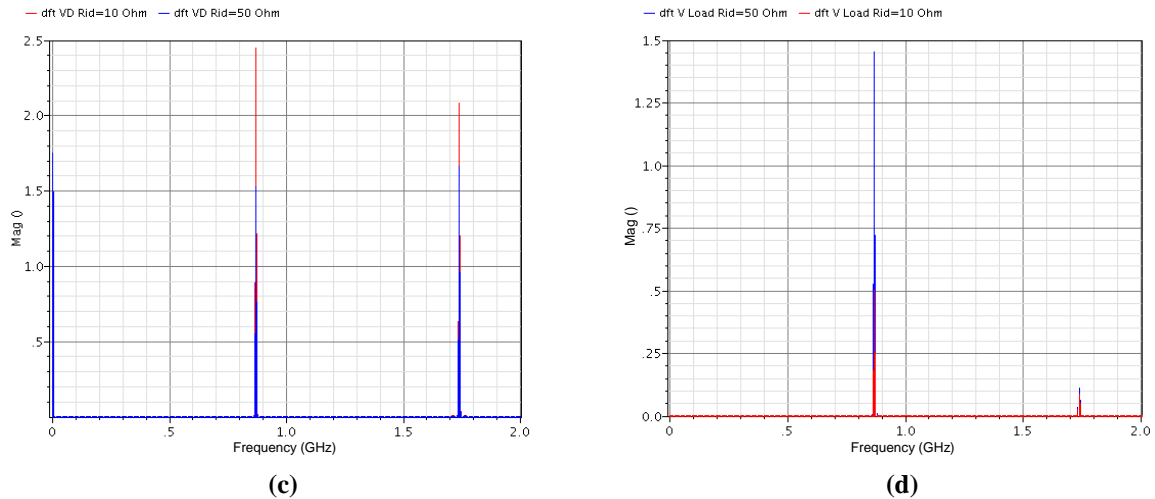 dft VD Rid=10 Ohm dft VD Rid=50 Ohm
2.5
2.0
1.5
1.0
.5
Mag ()
0 .5 1.0 1.5 2.0
Frequency (GHz)
(c)
dft V Load Rid=50 Ohm dft V Load Rid=10 Ohm
1.5
1.25
1.0
.75
.5
.25
0.0
Mag ()
0 .5 1.0 1.5 2.0
Frequency (GHz)
(d)